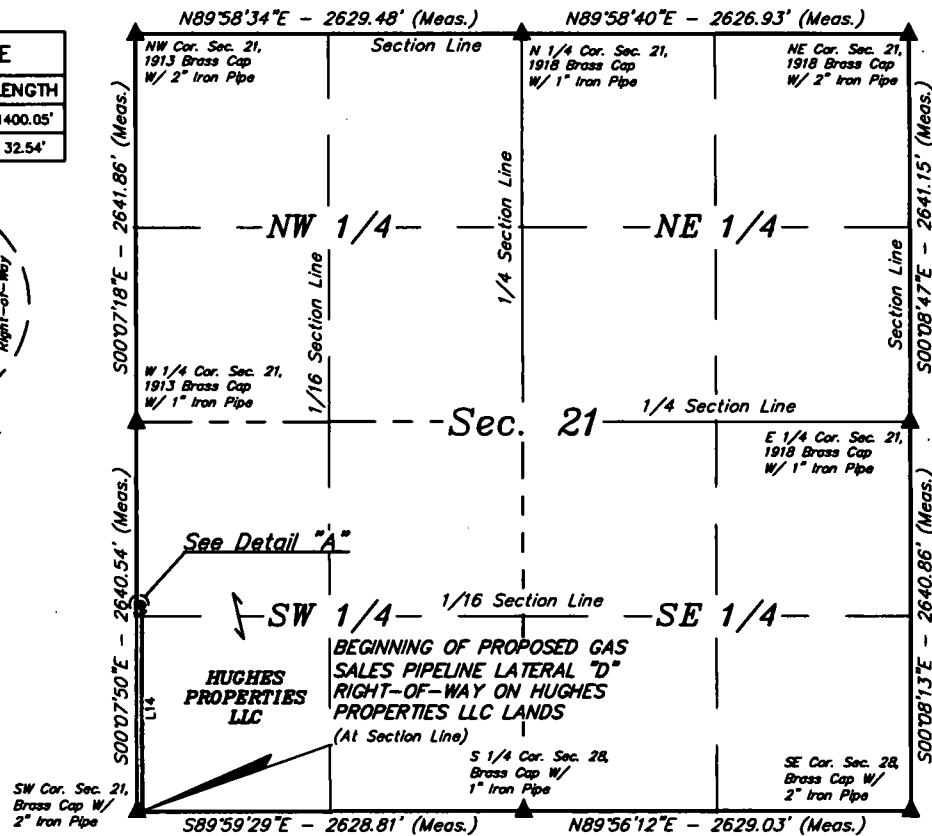 N89°58'34"E - 2629.48' (Meas.)
N89°58'40"E - 2626.93' (Meas.)
E
LENGTH
1400.05'
32.54'
Right-of-Way
NW Cor. Sec. 21,
1913 Brass Cap
W/ 2" Iron Pipe
Section Line
N 1/4 Cor. Sec. 21,
1918 Brass Cap
W/ 1" Iron Pipe
NE Cor. Sec. 21,
1918 Brass Cap
W/ 2" Iron Pipe
S00°07'18"E - 2641.86' (Meas.)
NW 1/4
1/4 Section Line
NE 1/4
Section Line
S00°08'47"E - 2641.15' (Meas.)
1/16 Section Line
W 1/4 Cor. Sec. 21,
1913 Brass Cap
W/ 1" Iron Pipe
Sec. 21
1/4 Section Line
E 1/4 Cor. Sec. 21,
1918 Brass Cap
W/ 1" Iron Pipe
S00°07'50"E - 2640.54' (Meas.)
See Detail "A"
SW 1/4
1/16 Section Line
SE 1/4
S00°08'13"E - 2640.86' (Meas.)
L14
HUGHES
PROPERTIES
LLC
BEGINNING OF PROPOSED GAS
SALES PIPELINE LATERAL "D"
RIGHT-OF-WAY ON HUGHES
PROPERTIES LLC LANDS
(At Section Line)
SW Cor. Sec. 21,
Brass Cap W/
2" Iron Pipe
S 1/4 Cor. Sec. 28,
Brass Cap W/
1" Iron Pipe
SE Cor. Sec. 28,
Brass Cap W/
2" Iron Pipe
S89°59'29"E - 2628.81' (Meas.)
N89°56'12"E - 2629.03' (Meas.)